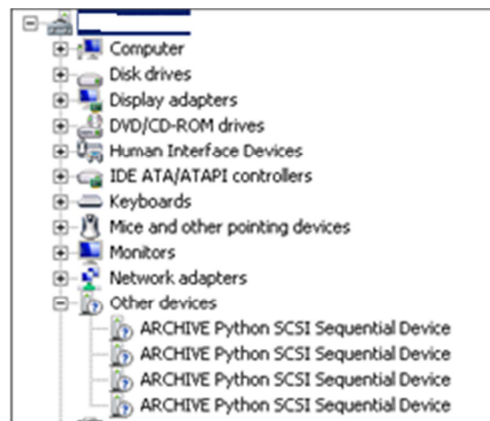 Computer
Disk drives
Display adapters
DVD/CD-ROM drives
Human Interface Devices
IDE ATA/ATAPI controllers
Keyboards
Mice and other pointing devices
Monitors
Network adapters
Other devices
ARCHIVE Python SCSI Sequential Device
ARCHIVE Python SCSI Sequential Device
ARCHIVE Python SCSI Sequential Device
ARCHIVE Python SCSI Sequential Device